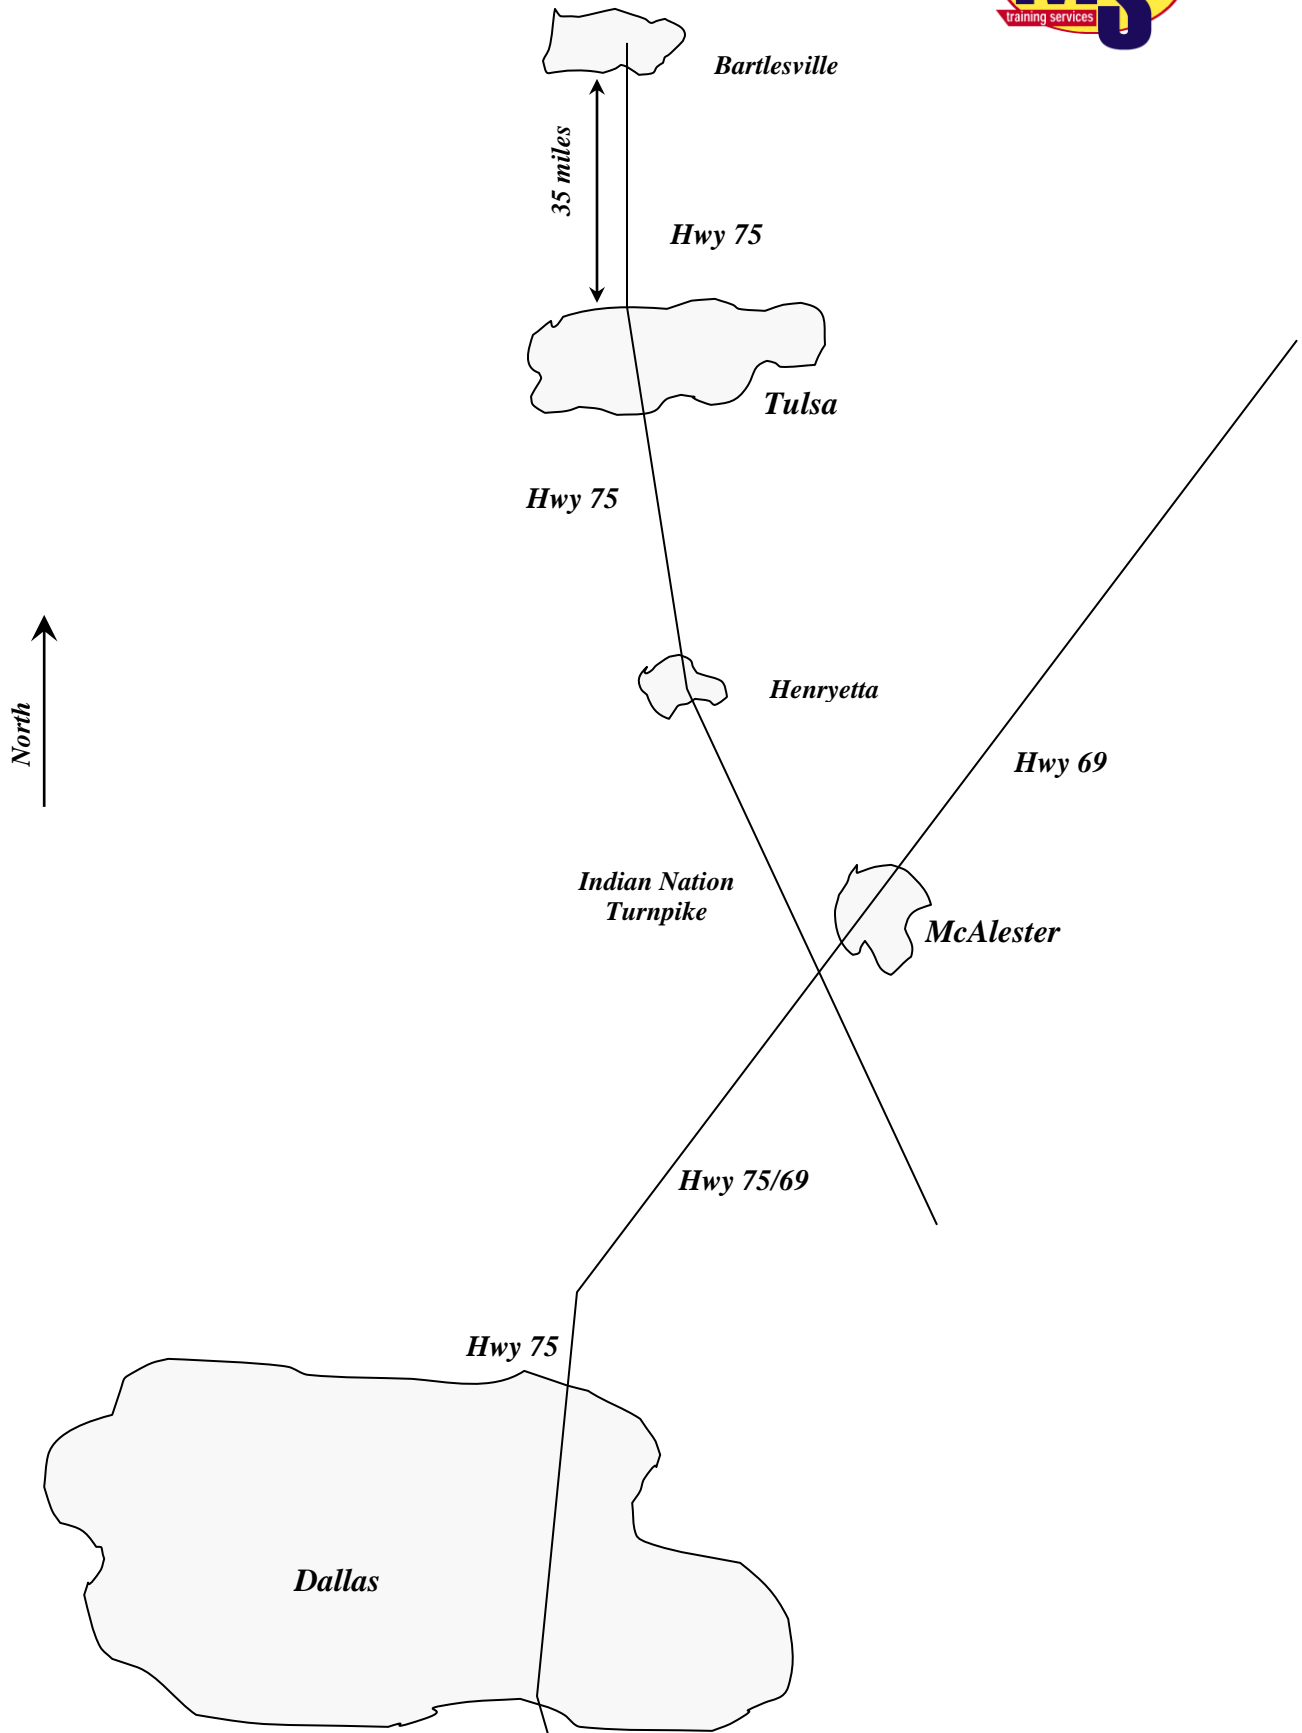 training services
Bartlesville
35 miles
Hwy 75
Tulsa
Hwy 75
Henryetta
North
Hwy 69
Indian Nation
Turnpike
McAlester
Hwy 75/69
Hwy 75
Dallas